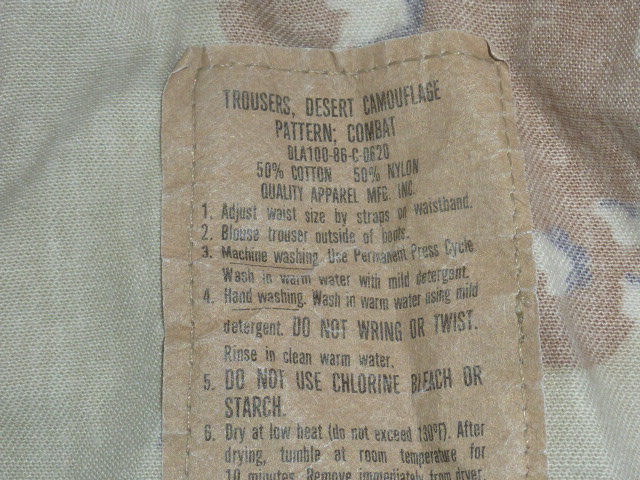 TROUSERS, DESERT CAMOUFLAGE
PATTERN; COMBAT
DLA100-86-C-0620
50% COTTON 50% NYLON
QUALITY APPAREL MFG. INC.
1. Adjust waist size by straps on waistband.
2. Blouse trouser outside of boots.
3. Machine washing. Use Permanent Press Cycle
Wash in warm water with mild detergent.
4. Hand washing. Wash in warm water using mild
detergent. DO NOT WRING OR TWIST.
Rinse in clean warm water.
5. DO NOT USE CHLORINE BLEACH OR
STARCH.
6. Dry at low heat (do not exceed 130°F). After
drying, tumble at room temperature for
10 minutes. Remove immediately from dryer.